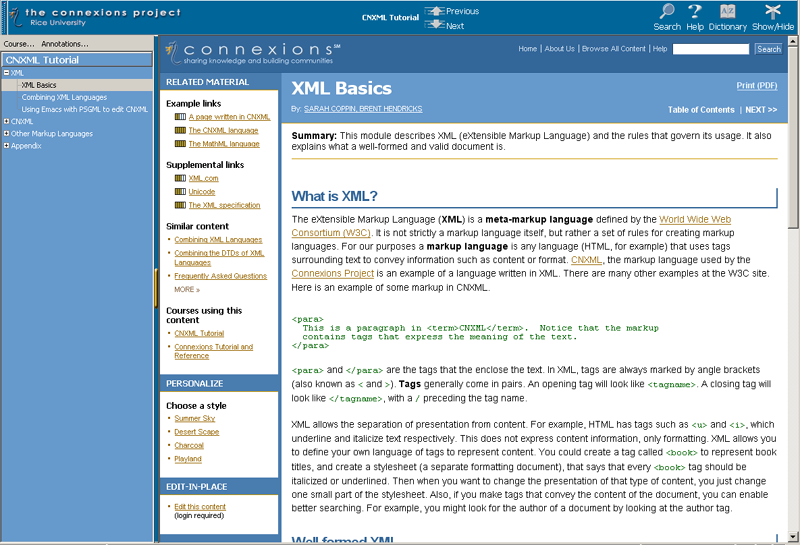 the connexions project
Rice University
CNXML Tutorial
Previous
Next
Search
Help
Dictionary
Show/Hide
Course... Annotations...
CNXML Tutorial
XML
XML Basics
Combining XML Languages
Using Emacs with PSGML to edit CNXML
CNXML
Other Markup Languages
Appendix
connexions SM
sharing knowledge and building communities
Home | About Us | Browse All Content | Help
Search
RELATED MATERIAL
Example links
A page written in CNXML
The CNXML language
The MathML language
Supplemental links
XML.com
Unicode
The XML specification
Similar content
• Combining XML Languages
• Combining the DTDs of XML
Languages
• Frequently Asked Questions
MORE »
Courses using this
content
• CNXML Tutorial
• Connexions Tutorial and
Reference
PERSONALIZE
Choose a style
• Summer Sky
• Desert Scape
• Charcoal
• Playland
EDIT-IN-PLACE
• Edit this content
(login required)
XML Basics
Print (PDF)
By: SARAH COPPIN, BRENT HENDRICKS
Table of Contents | NEXT >>
Summary: This module describes XML (eXtensible Markup Language) and the rules that govern its usage. It also
explains what a well-formed and valid document is.
What is XML?
The eXtensible Markup Language (XML) is a meta-markup language defined by the World Wide Web
Consortium (W3C). It is not strictly a markup language itself, but rather a set of rules for creating markup
languages. For our purposes a markup language is any language (HTML, for example) that uses tags
surrounding text to convey information such as content or format. CNXML, the markup language used by the
Connexions Project is an example of a language written in XML. There are many other examples at the W3C site.
Here is an example of some markup in CNXML.
<para>
This is a paragraph in <term>CNXML</term>. Notice that the markup
contains tags that express the meaning of the text.
</para>
<para> and </para> are the tags that the enclose the text. In XML, tags are always marked by angle brackets
(also known as < and >). Tags generally come in pairs. An opening tag will look like <tagname>. A closing tag will
look like </tagname>, with a / preceding the tag name.
XML allows the separation of presentation from content. For example, HTML has tags such as <u> and <i>, which
underline and italicize text respectively. This does not express content information, only formatting. XML allows you
to define your own language of tags to represent content. You could create a tag called <book> to represent book
titles, and create a stylesheet (a separate formatting document), that says that every <book> tag should be
italicized or underlined. Then when you want to change the presentation of that type of content, you just change
one small part of the stylesheet. Also, if you make tags that convey the content of the document, you can enable
better searching. For example, you might look for the author of a document by looking at the author tag.
Well-formed XML